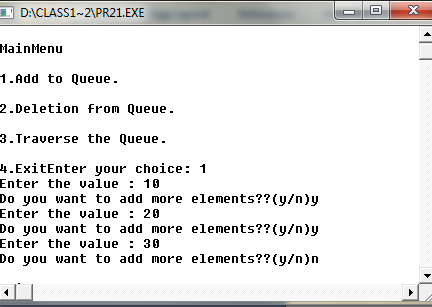 D:\CLASS1~2\PR21.EXE
MainMenu
1.Add to Queue.
2.Deletion from Queue.
3.Traverse the Queue.
4.ExitEnter your choice: 1
Enter the value : 10
Do you want to add more elements??(y/n)y
Enter the value : 20
Do you want to add more elements??(y/n)y
Enter the value : 30
Do you want to add more elements??(y/n)n